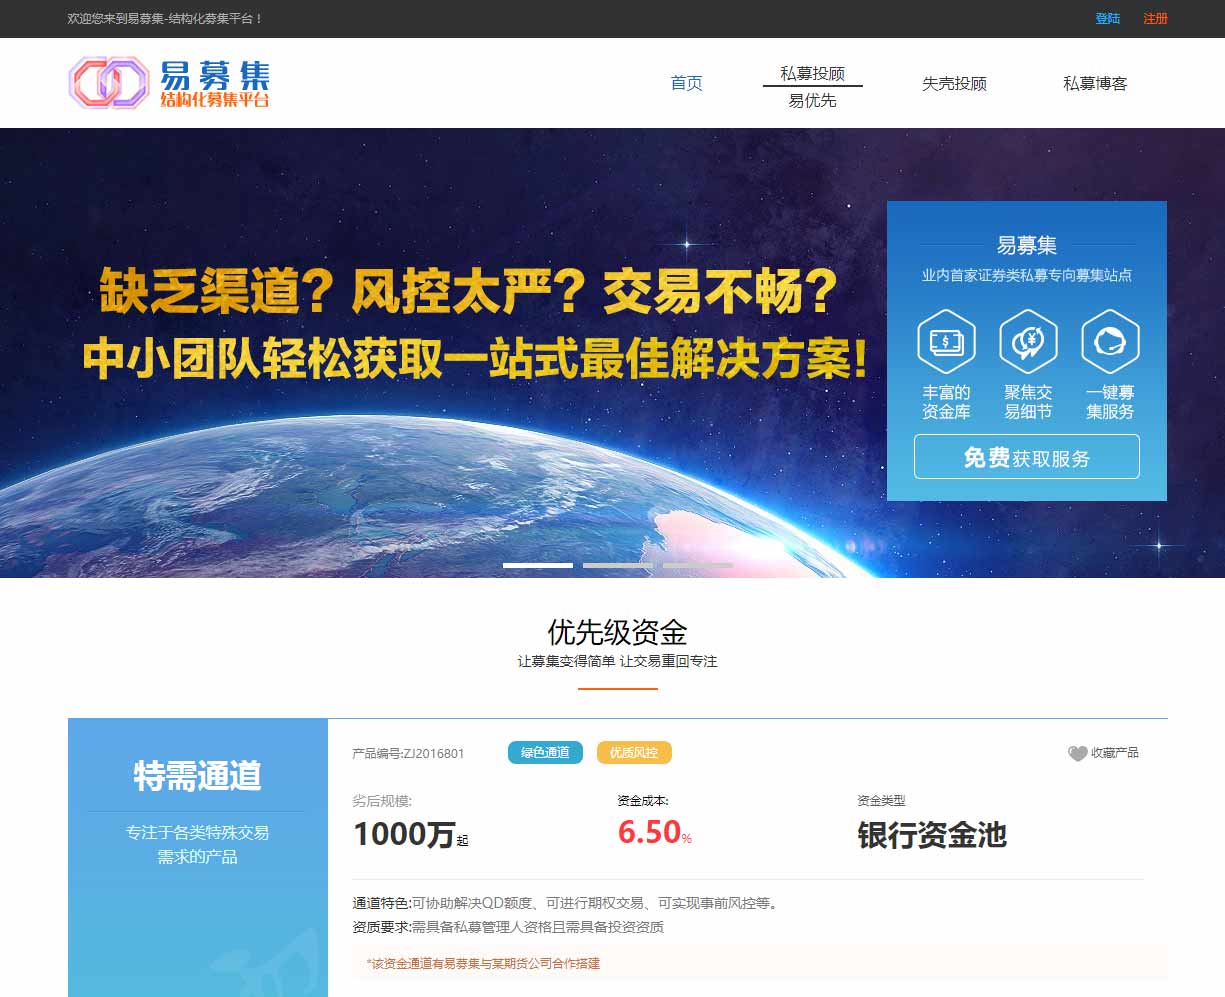 欢迎您来到易募集-结构化募集平台！
登陆 注册
易募集
结构化募集平台
首页
私募投顾
易优先
失壳投顾
私募博客
缺乏渠道？风控太严？交易不畅？
中小团队轻松获取一站式最佳解决方案!
易募集
业内首家证券类私募专向募集站点
丰富的
资金库
聚焦交
易细节
一键募
集服务
免费获取服务
优先级资金
让募集变得简单 让交易重回专注
特需通道
专注于各类特殊交易
需求的产品
产品编号:ZJ2016801
绿色通道
优质风控
收藏产品
劣后规模:
1000万起
资金成本:
6.50%
资金类型
银行资金池
通道特色:可协助解决QD额度、可进行期权交易、可实现事前风控等。
资质要求:需具备私募管理人资格且需具备投资资质
*该资金通道有易募集与某期货公司合作搭建